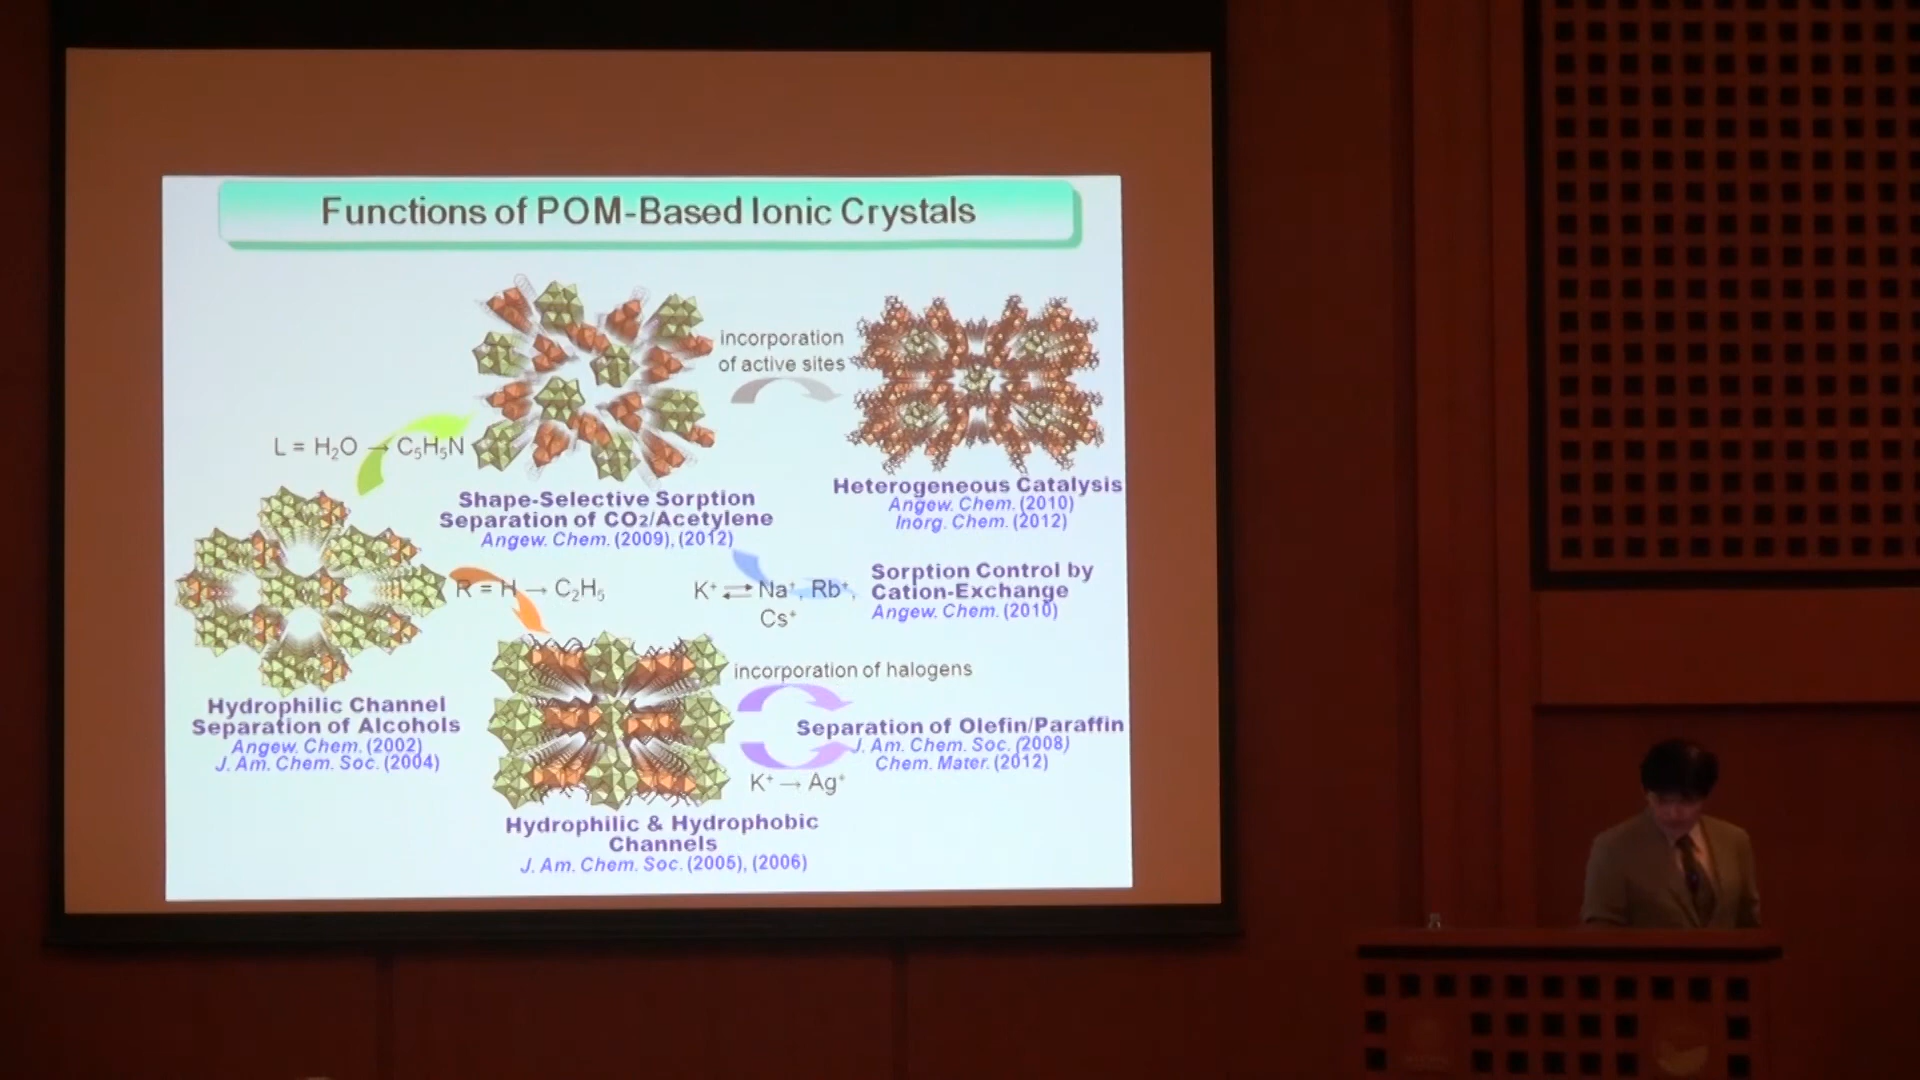 Functions of POM-Based Ionic Crystals
incorporation
of active sites
L = H₂O → C₅H₅N
Shape-Selective Sorption
Separation of CO₂/Acetylene
Angew. Chem. (2009), (2012)
Heterogeneous Catalysis
Angew. Chem. (2010)
Inorg. Chem. (2012)
R = H → C₂H₅
K⁺ ⇌ Na⁺, Rb⁺,
Cs⁺
Sorption Control by
Cation-Exchange
Angew. Chem. (2010)
Hydrophilic Channel
Separation of Alcohols
Angew. Chem. (2002)
J. Am. Chem. Soc. (2004)
incorporation of halogens
Separation of Olefin/Paraffin
J. Am. Chem. Soc. (2008)
Chem. Mater. (2012)
K⁺ → Ag⁺
Hydrophilic & Hydrophobic
Channels
J. Am. Chem. Soc. (2005), (2006)